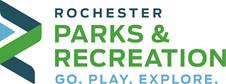 ROCHESTER
PARKS &
RECREATION
GO. PLAY. EXPLORE.